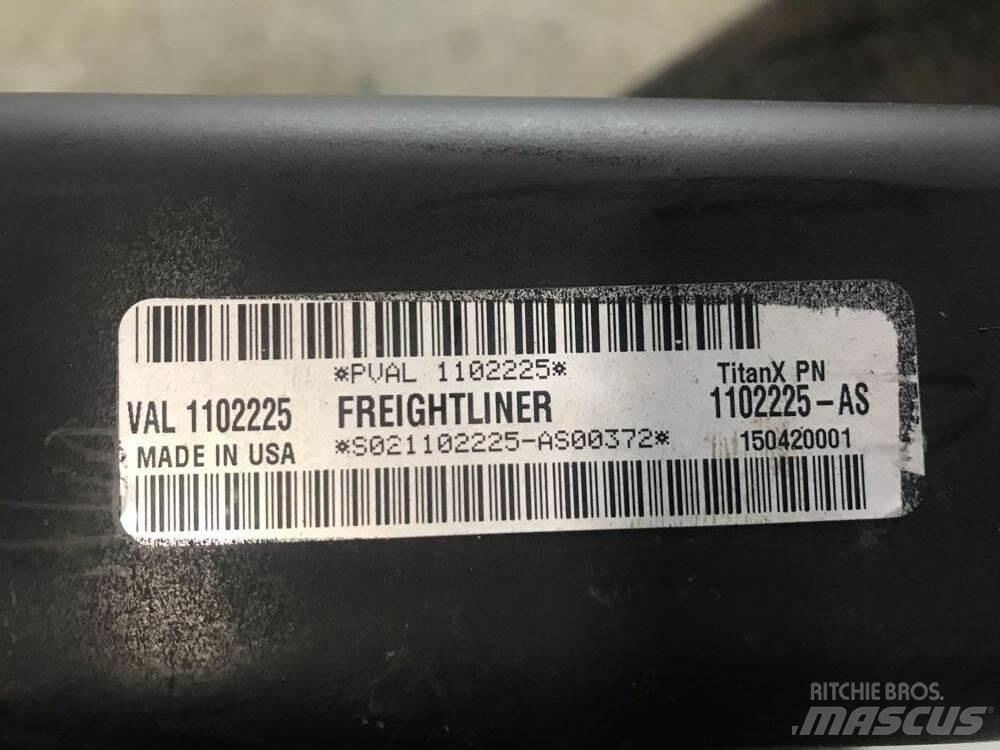 *PVAL 1102225*
TitanX PN
VAL 1102225 FREIGHTLINER 1102225-AS
MADE IN USA *S021102225-AS00372* 150420001
RITCHIE BROS.
MASCUS